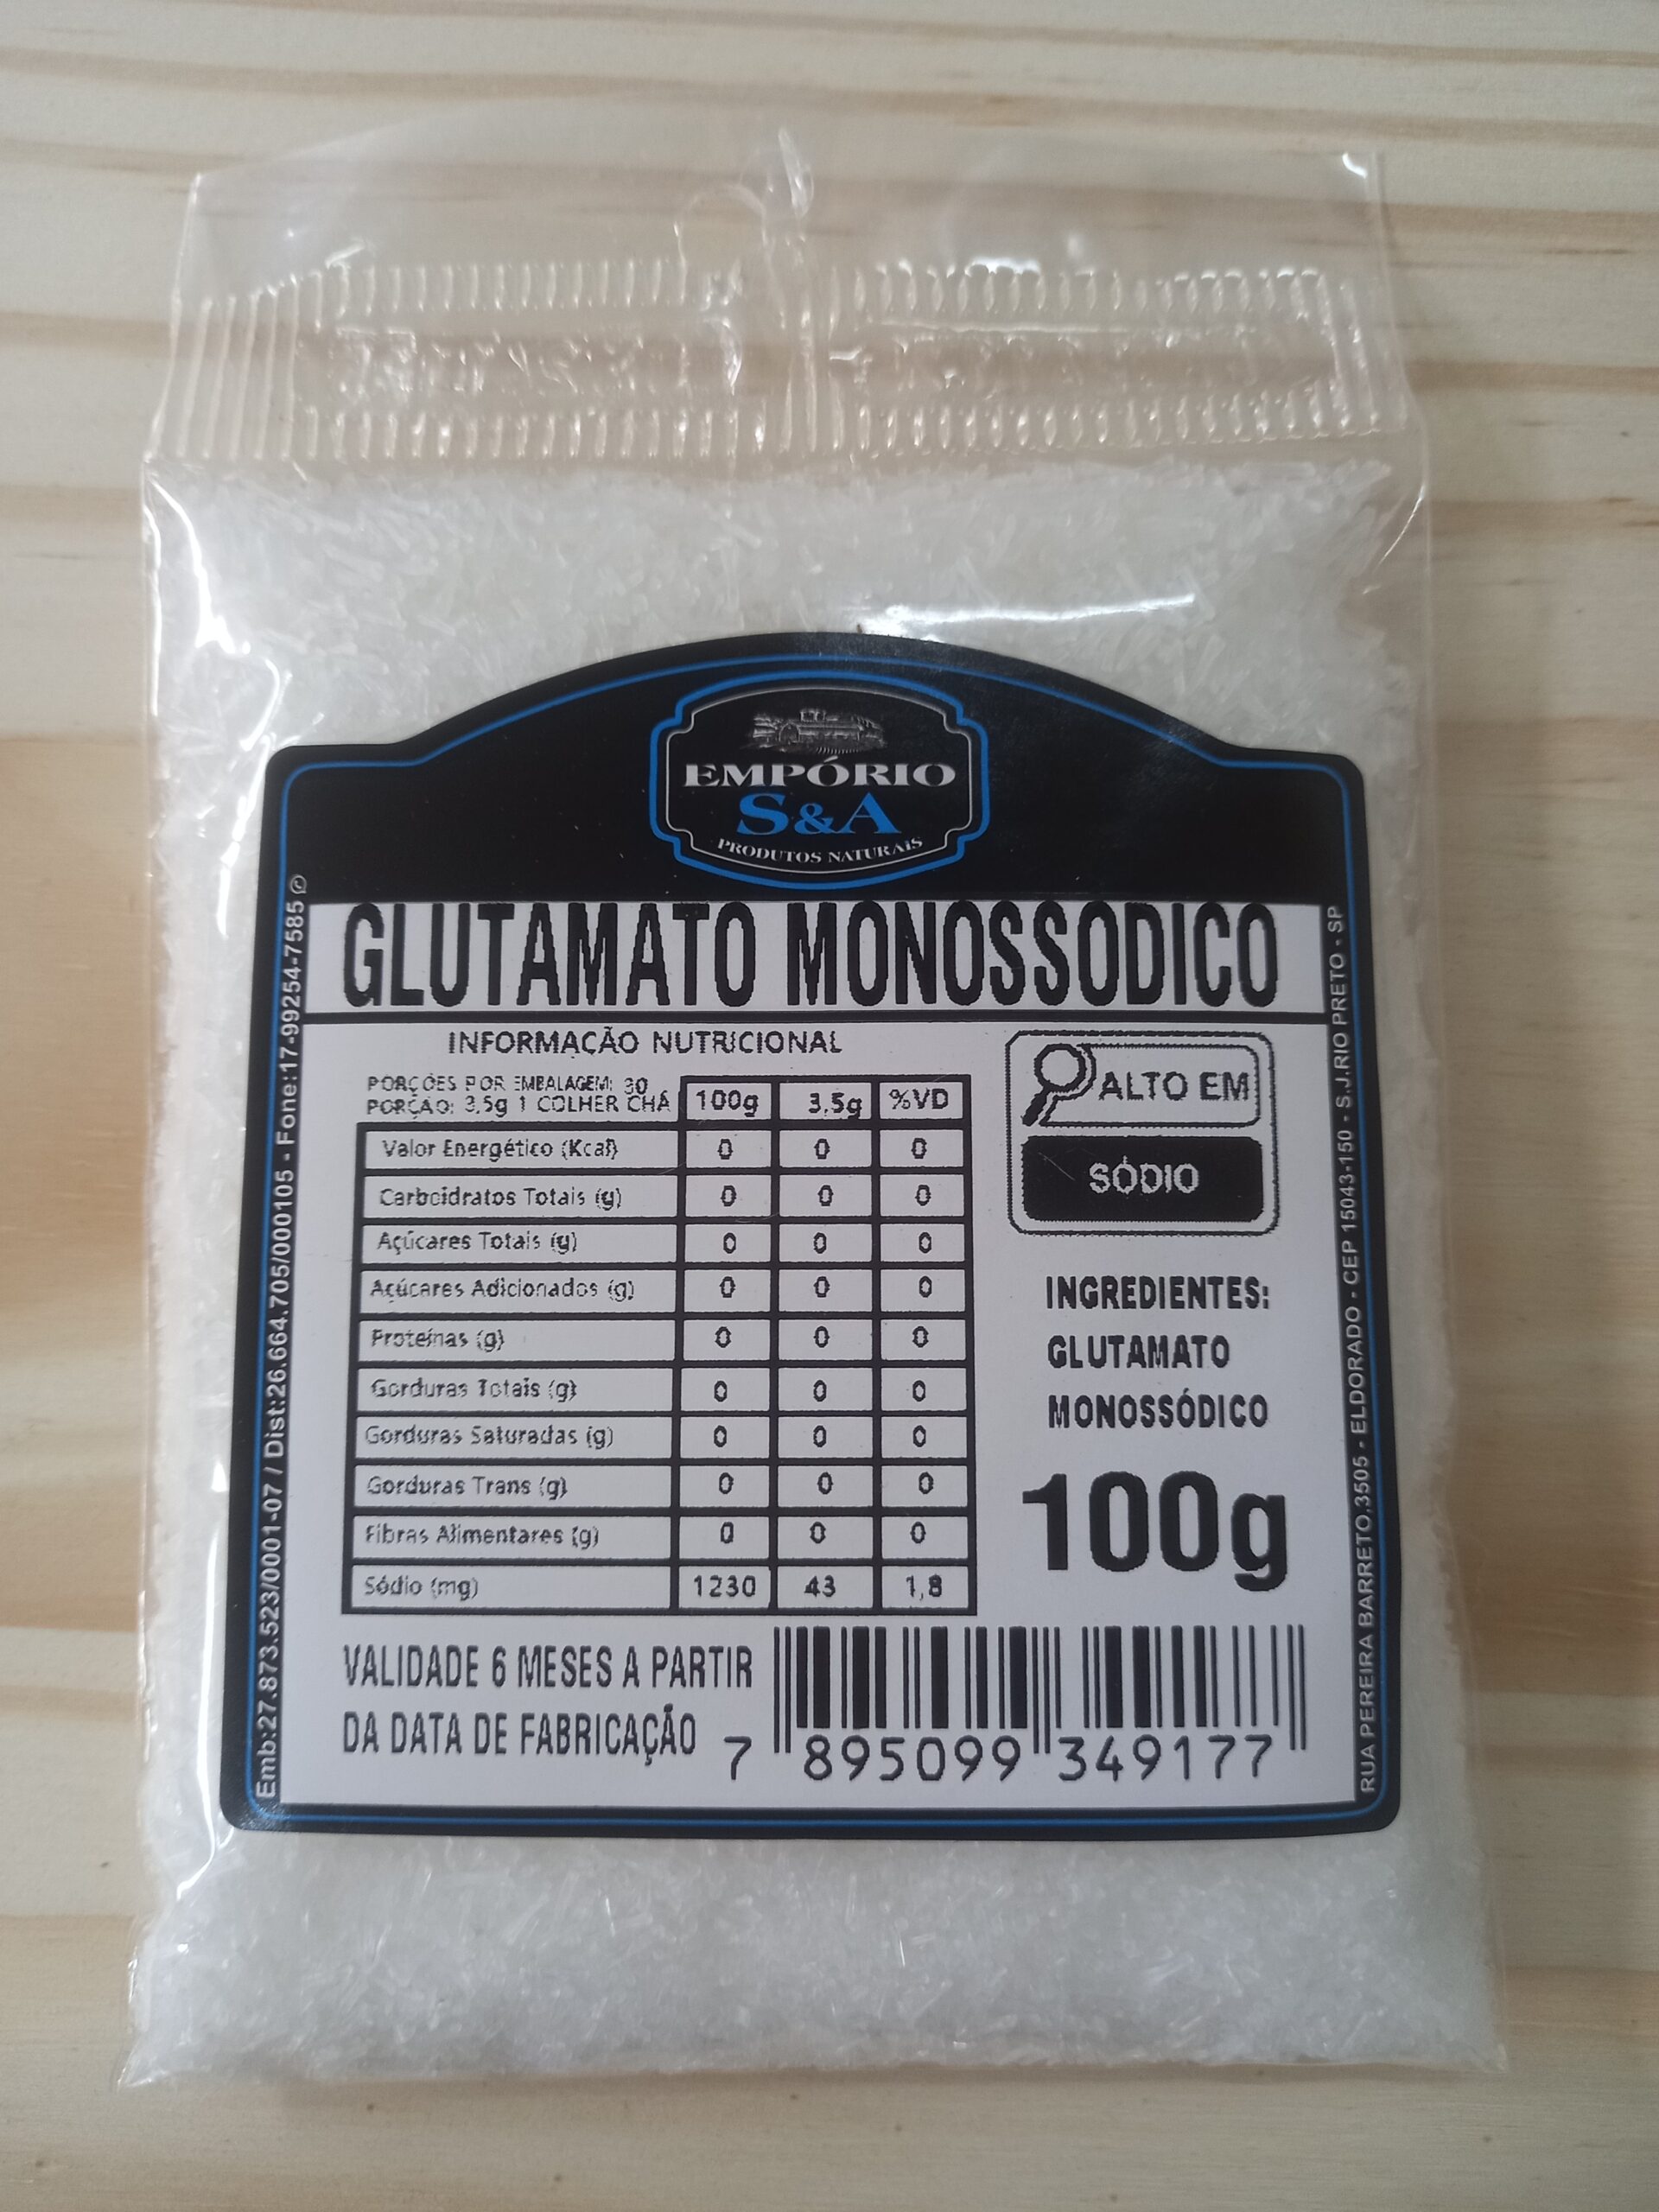 EMPÓRIO
S&A
PRODUTOS NATURAIS
GLUTAMATO MONOSSODICO
INFORMAÇÃO NUTRICIONAL
PORÇÕES POR EMBALAGEM: 30
PORÇÃO: 3,5g 1 COLHER CHÁ 100g 3,5g %VD
Valor Energético (Kcal) 0 0 0
Carboidratos Totais (g) 0 0 0
Açúcares Totais (g) 0 0 0
Açúcares Adicionados (g) 0 0 0
Proteínas (g) 0 0 0
Gorduras Totais (g) 0 0 0
Gorduras Saturadas (g) 0 0 0
Gorduras Trans (g) 0 0 0
Fibras Alimentares (g) 0 0 0
Sódio (mg) 1230 43 1,8
ALTO EM
SÓDIO
INGREDIENTES:
GLUTAMATO
MONOSSÓDICO
100g
VALIDADE 6 MESES A PARTIR
DA DATA DE FABRICAÇÃO
7 895099 349177
Emb:27.873.523/0001-07 / Dist:26.664.705/000105 - Fone:17-99254-7585
RUA PEREIRA BARRETO,3505 - ELDORADO - CEP 15043-150 - S.J.RIO PRETO - SP